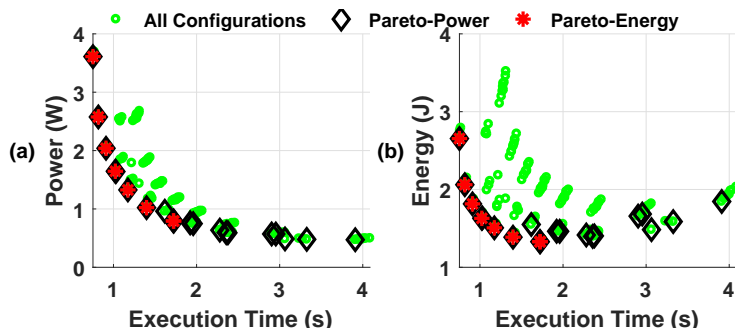 All Configurations Pareto-Power Pareto-Energy
(a)
Power (W)
4
3
2
1
0
1 2 3 4
Execution Time (s)
(b)
Energy (J)
4
3
2
1
1 2 3 4
Execution Time (s)